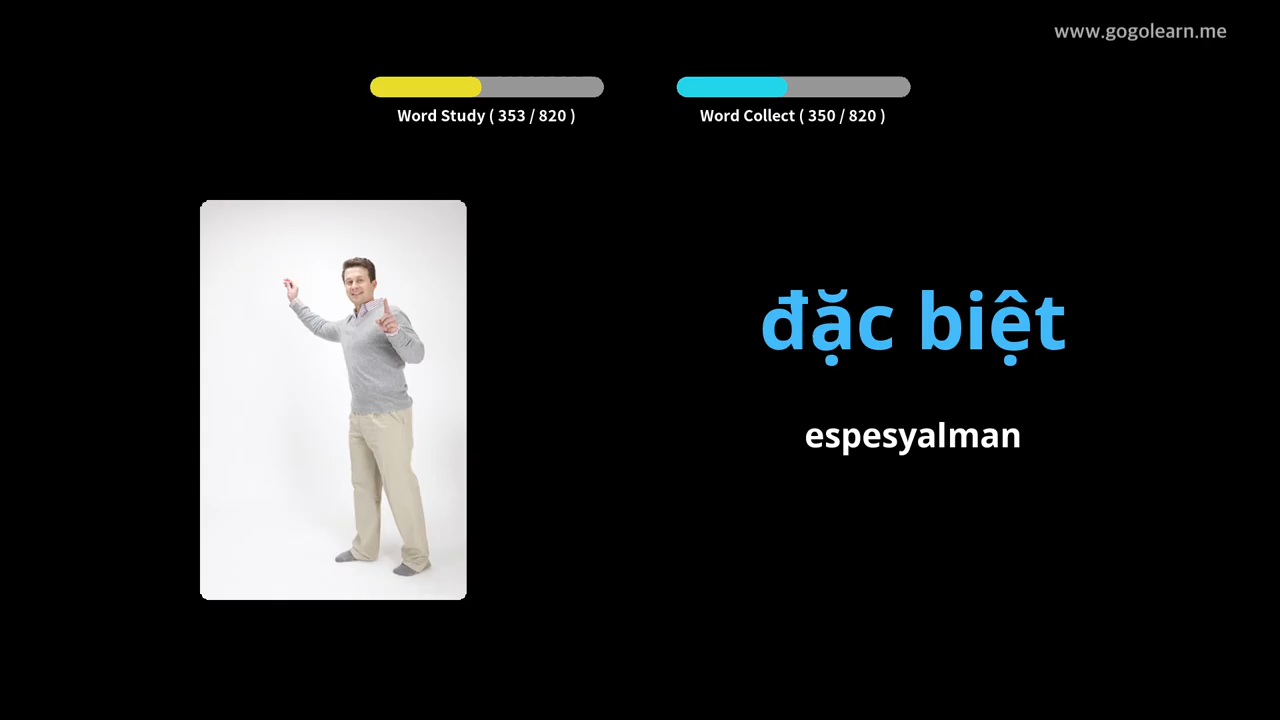 www.gogolearn.me
Word Study ( 353 / 820 )
Word Collect ( 350 / 820 )
đặc biệt
espesyalman